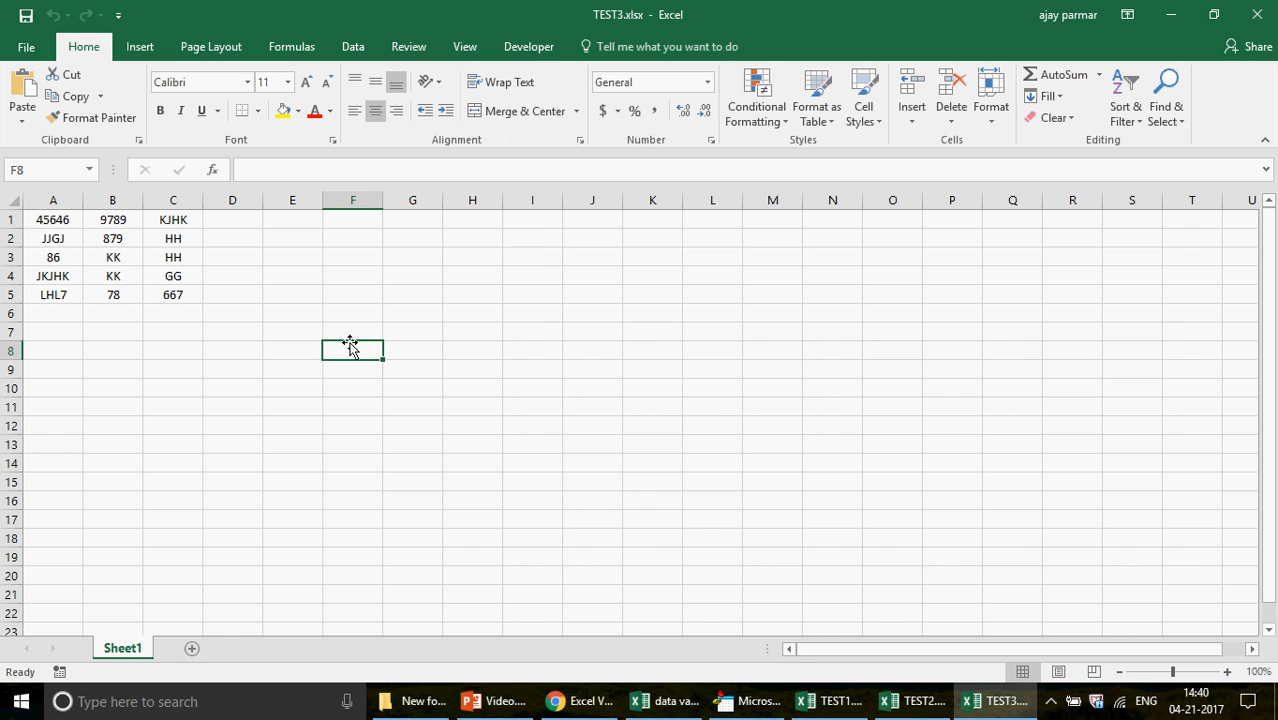 TEST3.xlsx - Excel
ajay parmar
File Home Insert Page Layout Formulas Data Review View Developer Tell me what you want to do Share
Paste
Cut
Copy
Format Painter
Clipboard
Calibri 11
B I U
Font
Wrap Text
Merge & Center
Alignment
General
$ % ,
Number
Conditional Formatting
Format as Table
Cell Styles
Styles
Insert Delete Format
Cells
AutoSum
Fill
Clear
Sort & Filter
Find & Select
Editing
F8 fx
A B C D E F G H I J K L M N O P Q R S T U
1 45646 9789 KJHK
2 JJGJ 879 HH
3 86 KK HH
4 JKJHK KK GG
5 LHL7 78 667
6
7
8
9
10
11
12
13
14
15
16
17
18
19
20
21
22
23
Sheet1
Ready 100%
Type here to search
New fo...
Video....
Excel V...
data va...
Micros...
TEST1....
TEST2....
TEST3....
ENG
14:40
04-21-2017